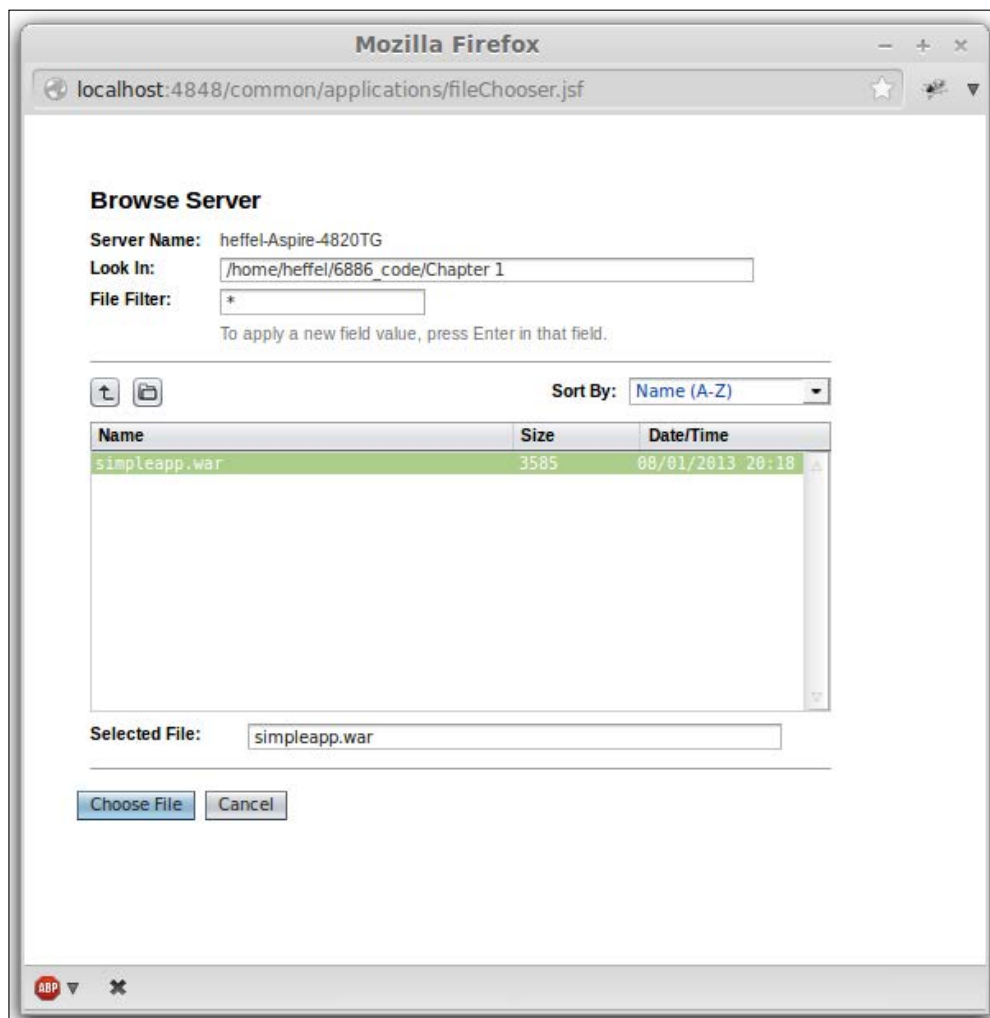 Mozilla Firefox
localhost:4848/common/applications/fileChooser.jsf
Browse Server
Server Name: heffel-Aspire-4820TG
Look In: /home/heffel/6886_code/Chapter 1
File Filter: *
To apply a new field value, press Enter in that field.
Sort By: Name (A-Z)
Name Size Date/Time
simpleapp.war 3585 08/01/2013 20:18
Selected File: simpleapp.war
Choose File Cancel
ABP